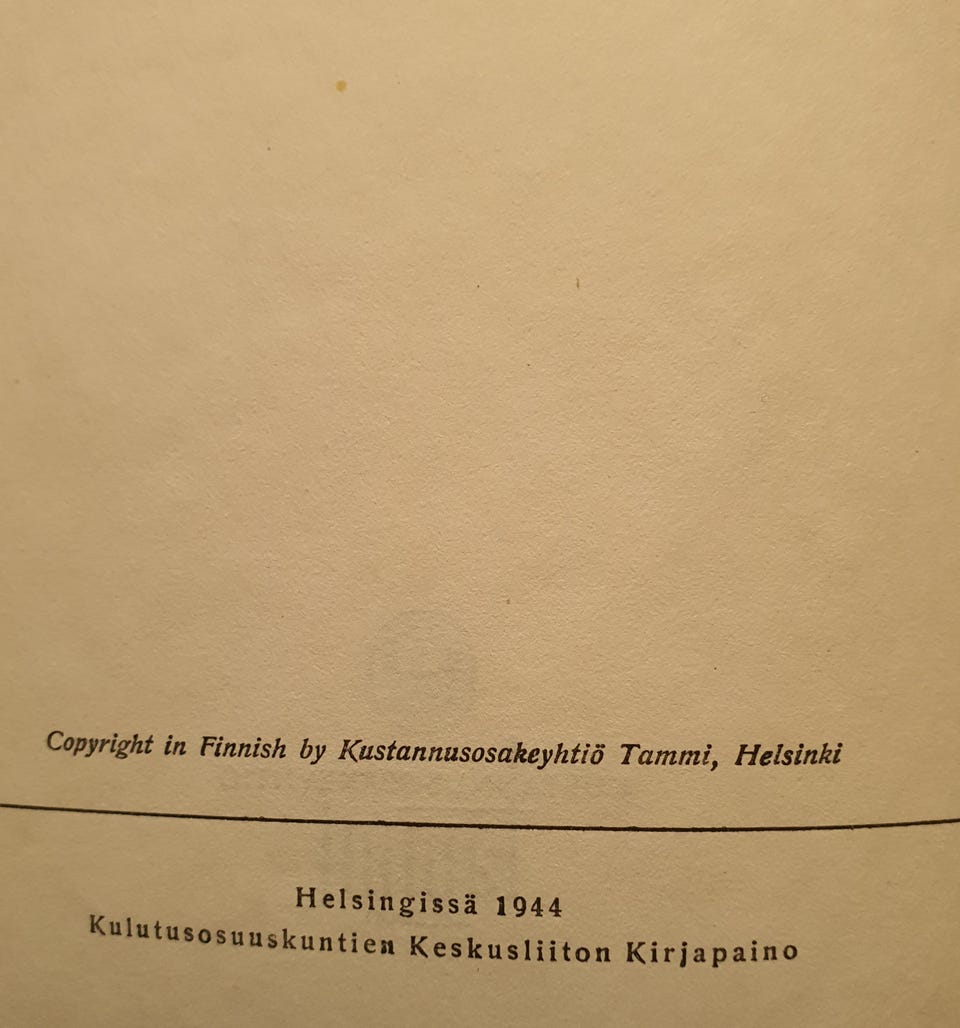 Copyright in Finnish by Kustannusosakeyhtiö Tammi, Helsinki
Helsingissä 1944
Kulutusosuuskuntien Keskusliiton Kirjapaino